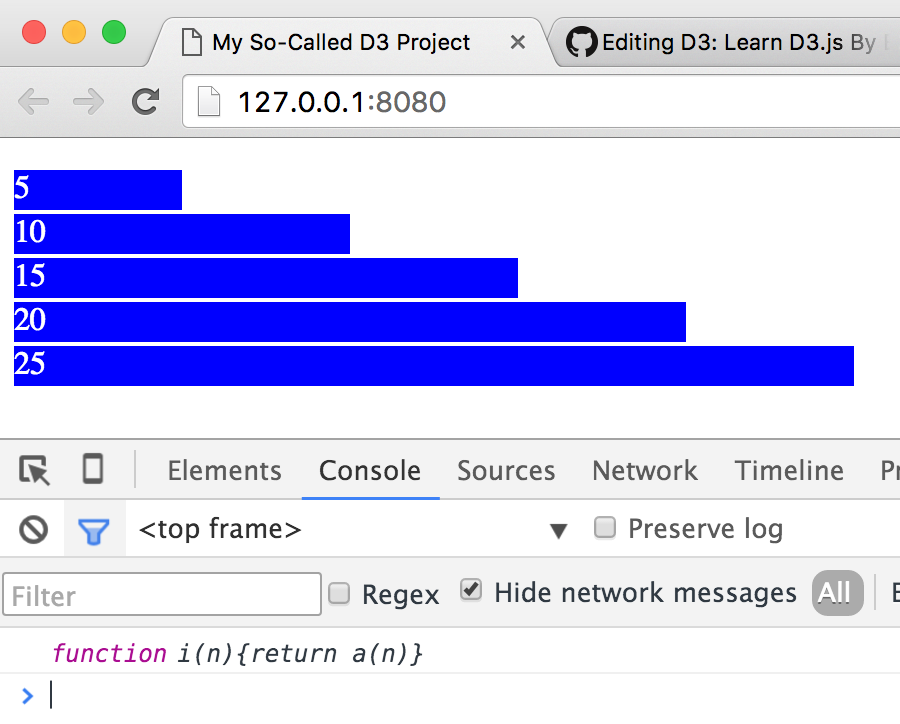 My So-Called D3 Project
Editing D3: Learn D3.js By
127.0.0.1:8080
5
10
15
20
25
Elements Console Sources Network Timeline
<top frame> Preserve log
Filter Regex Hide network messages All
function i(n){return a(n)}
>